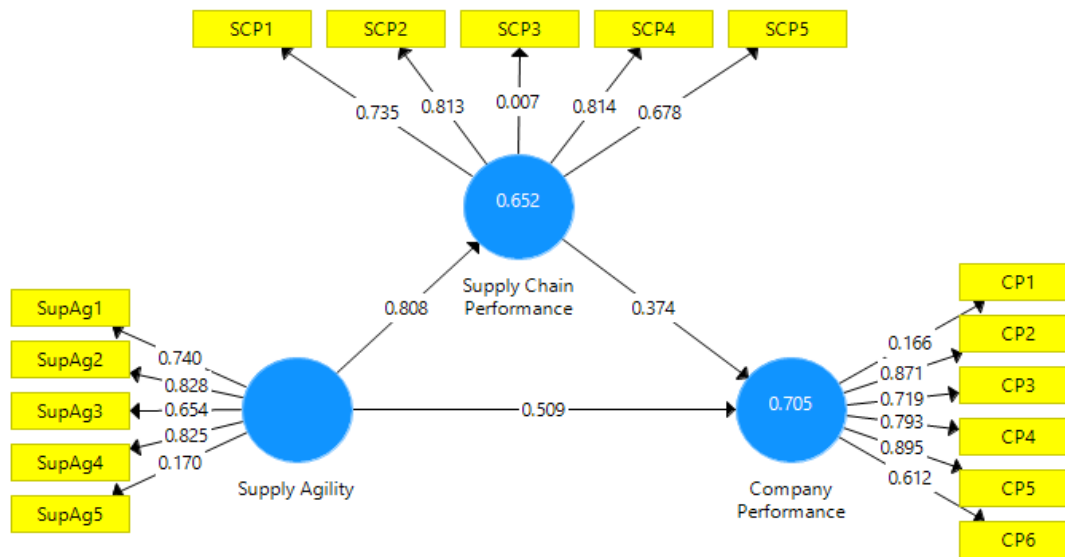 SCP1 SCP2 SCP3 SCP4 SCP5
0.735 0.813 0.007 0.814 0.678
0.652
Supply Chain
Performance
0.808 0.374
SupAg1
SupAg2
SupAg3
SupAg4
SupAg5
0.740
0.828
0.654
0.825
0.170
Supply Agility
0.509
0.705
Company
Performance
0.166
0.871
0.719
0.793
0.895
0.612
CP1
CP2
CP3
CP4
CP5
CP6